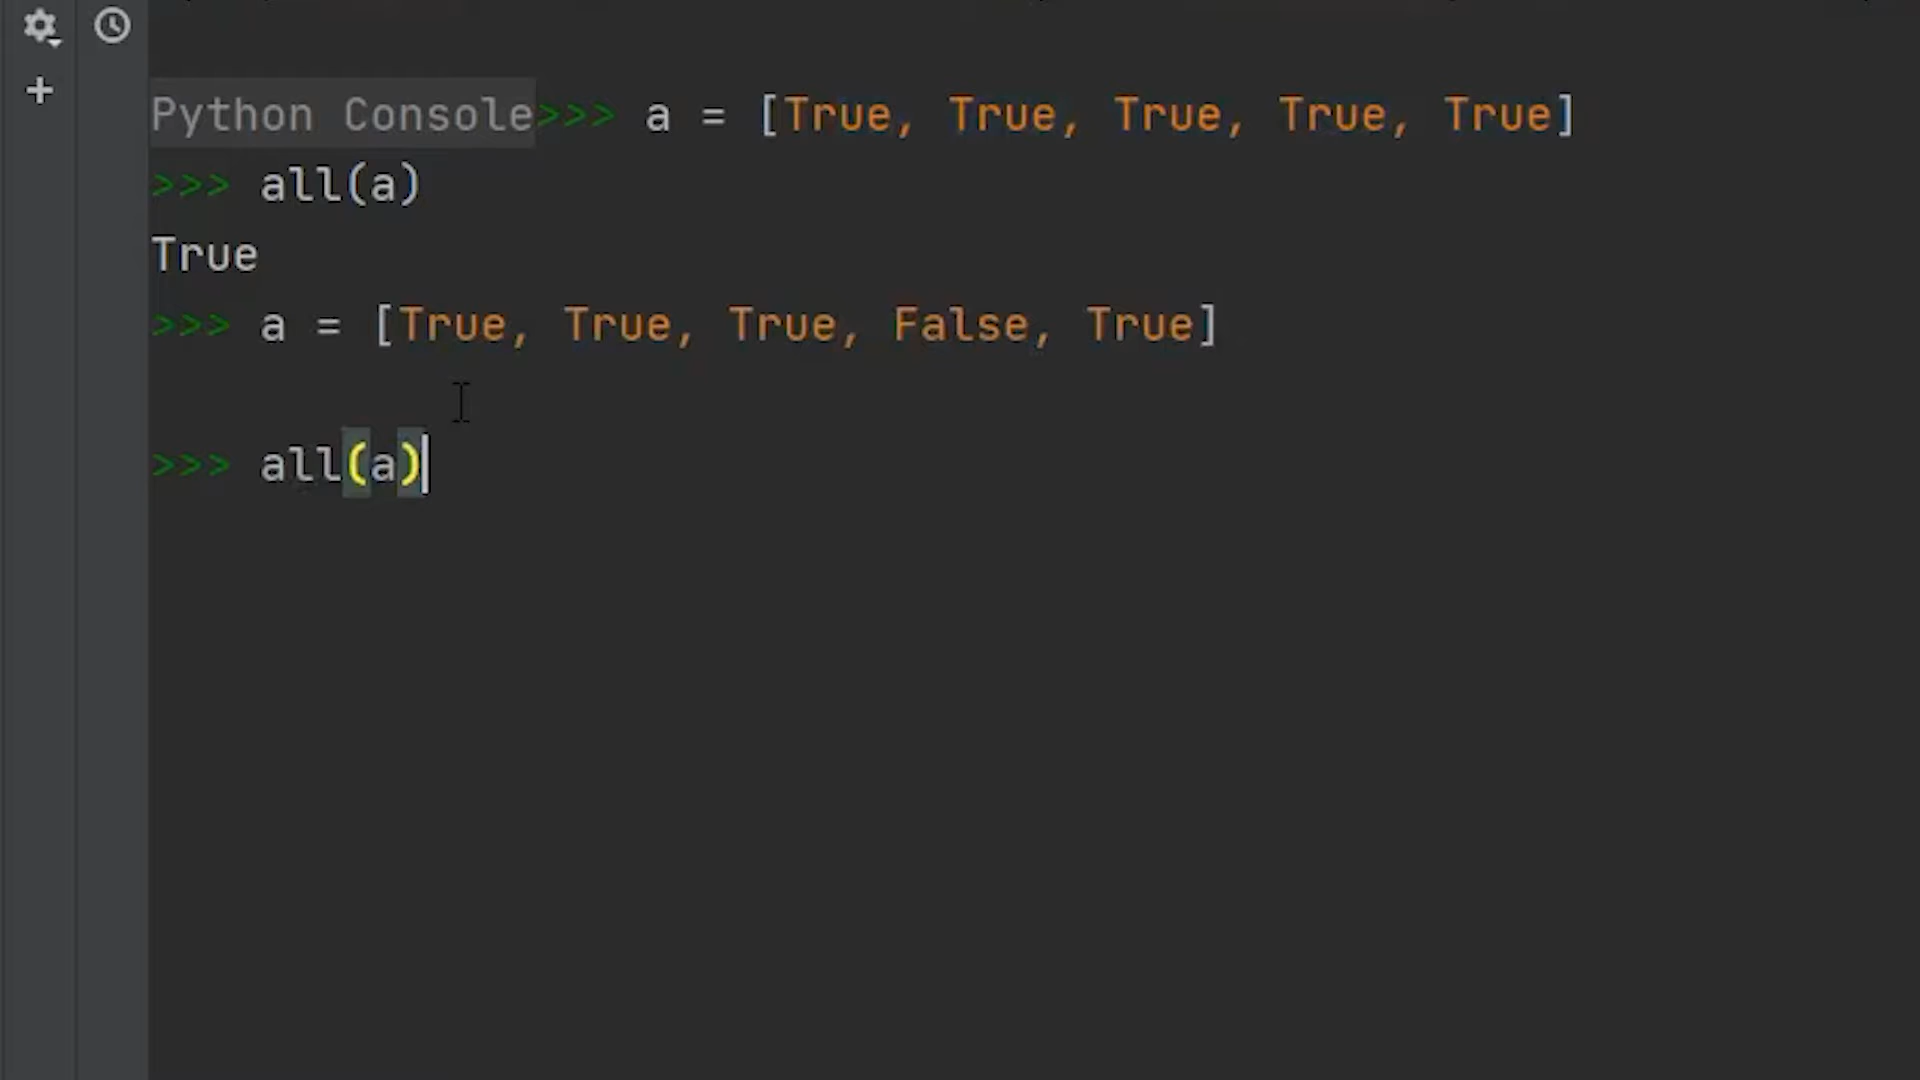 Python Console>>> a = [True, True, True, True, True]
>>> all(a)
True
>>> a = [True, True, True, False, True]
>>> all(a)